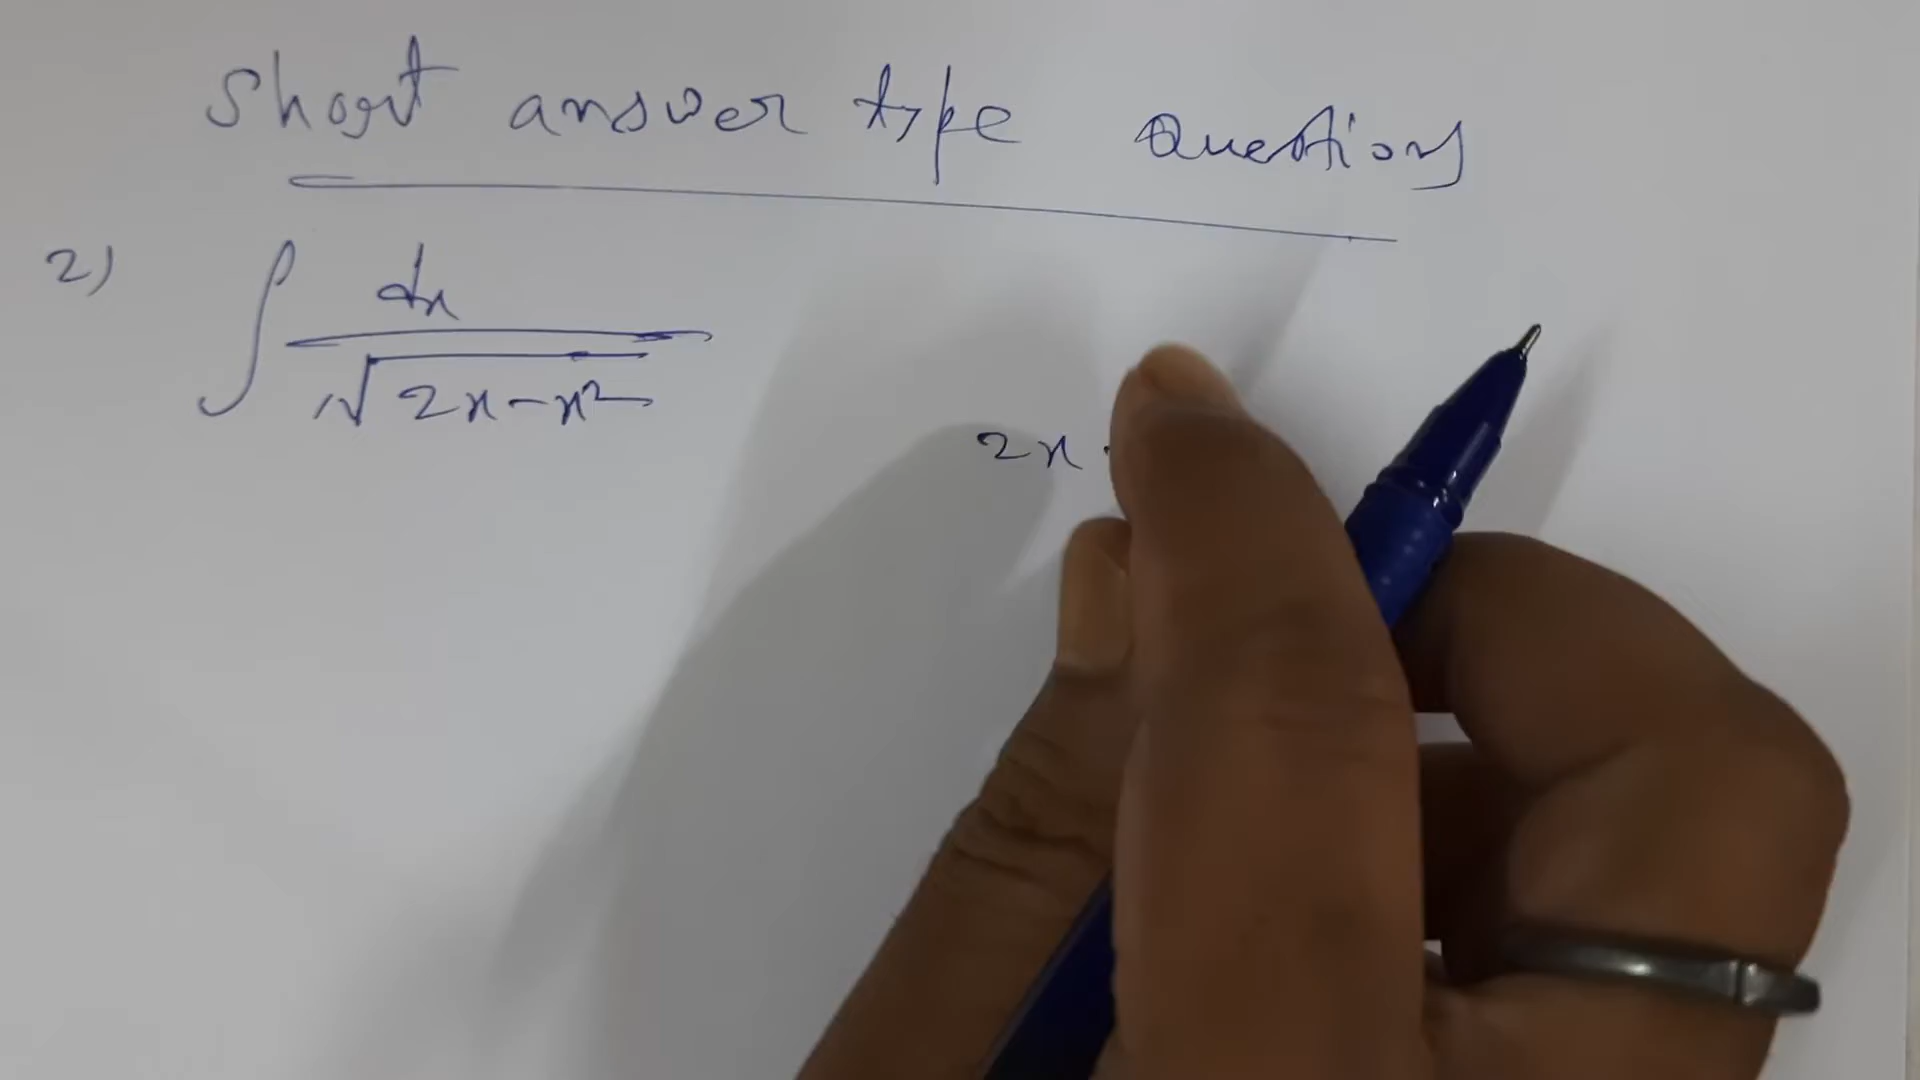 Short answer type Questions
2) ∫ dx / √2x-x²
2x